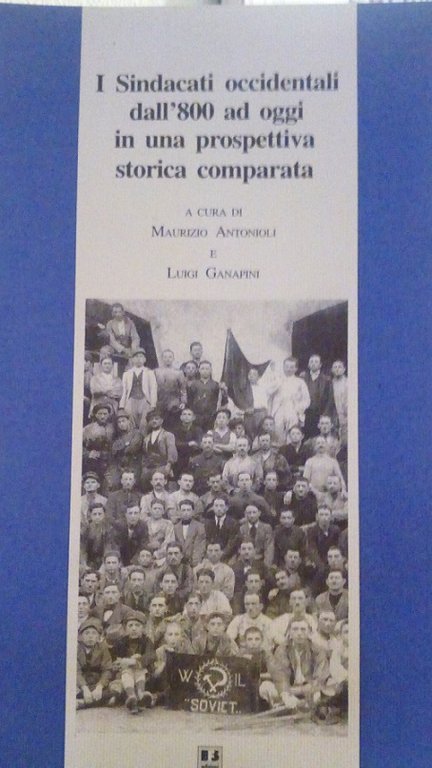 I Sindacati occidentali
dall'800 ad oggi
in una prospettiva
storica comparata
A CURA DI
MAURIZIO ANTONIOLI
E
LUIGI GANAPINI
W IL
"SOVIET"